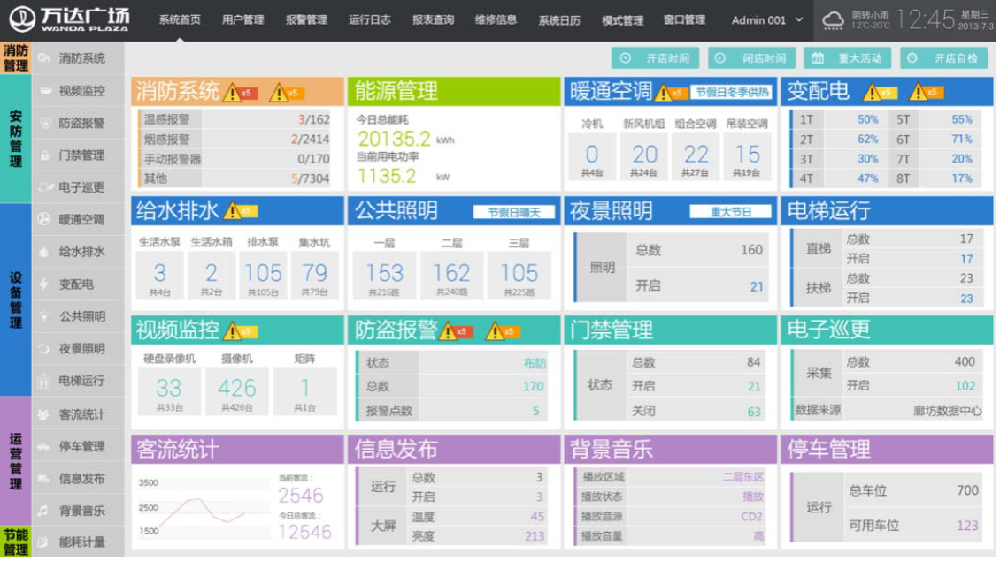 万达广场
WANDA PLAZA
系统首页 用户管理 报警管理 运行日志 报表查询 维修信息 系统日历 模式管理 窗口管理 Admin 001
阴转小雨
12°C-20°C
12:45
星期三
2013-7-3
消防管理
安防管理
设备管理
运营管理
节能管理
消防系统
视频监控
防盗报警
门禁管理
电子巡更
暖通空调
给水排水
变配电
公共照明
夜景照明
电梯运行
客流统计
停车管理
信息发布
背景音乐
能耗计量
开店时间 闭店时间 重大活动 开店自检
消防系统 x5 x5
温感报警 3/162
烟感报警 2/2414
手动报警器 0/170
其他 5/7304
能源管理
今日总能耗
20135.2 kWh
当前用电功率
1135.2 kW
暖通空调 x5 节假日冬季供热
冷机 新风机组 组合空调 吊装空调
0 20 22 15
共4台 共24台 共27台 共19台
变配电 x5 x5
1T 50% 5T 55%
2T 62% 6T 71%
3T 30% 7T 20%
4T 47% 8T 17%
给水排水 x5
生活水泵 生活水箱 排水泵 集水坑
3 2 105 79
共4台 共2台 共105台 共79台
公共照明 节假日晴天
一层 二层 三层
153 162 105
共216路 共240路 共225路
夜景照明 重大节日
照明
总数 160
开启 21
电梯运行
直梯
总数 17
开启 17
扶梯
总数 23
开启 23
视频监控 x5
硬盘录像机 摄像机 矩阵
33 426 1
共33台 共426台 共1台
防盗报警 x5 x5
状态 布防
总数 170
报警点数 5
门禁管理
状态
总数 84
开启 21
关闭 63
电子巡更
采集
总数 400
开启 102
数据来源 廊坊数据中心
客流统计
3500
2500
1500
当前客流：
2546
今日总客流：
12546
信息发布
运行
总数 3
开启 3
大屏
温度 45
亮度 213
背景音乐
播放区域 二层东区
播放状态 播放
播放音源 CD2
播放音量 高
停车管理
运行
总车位 700
可用车位 123